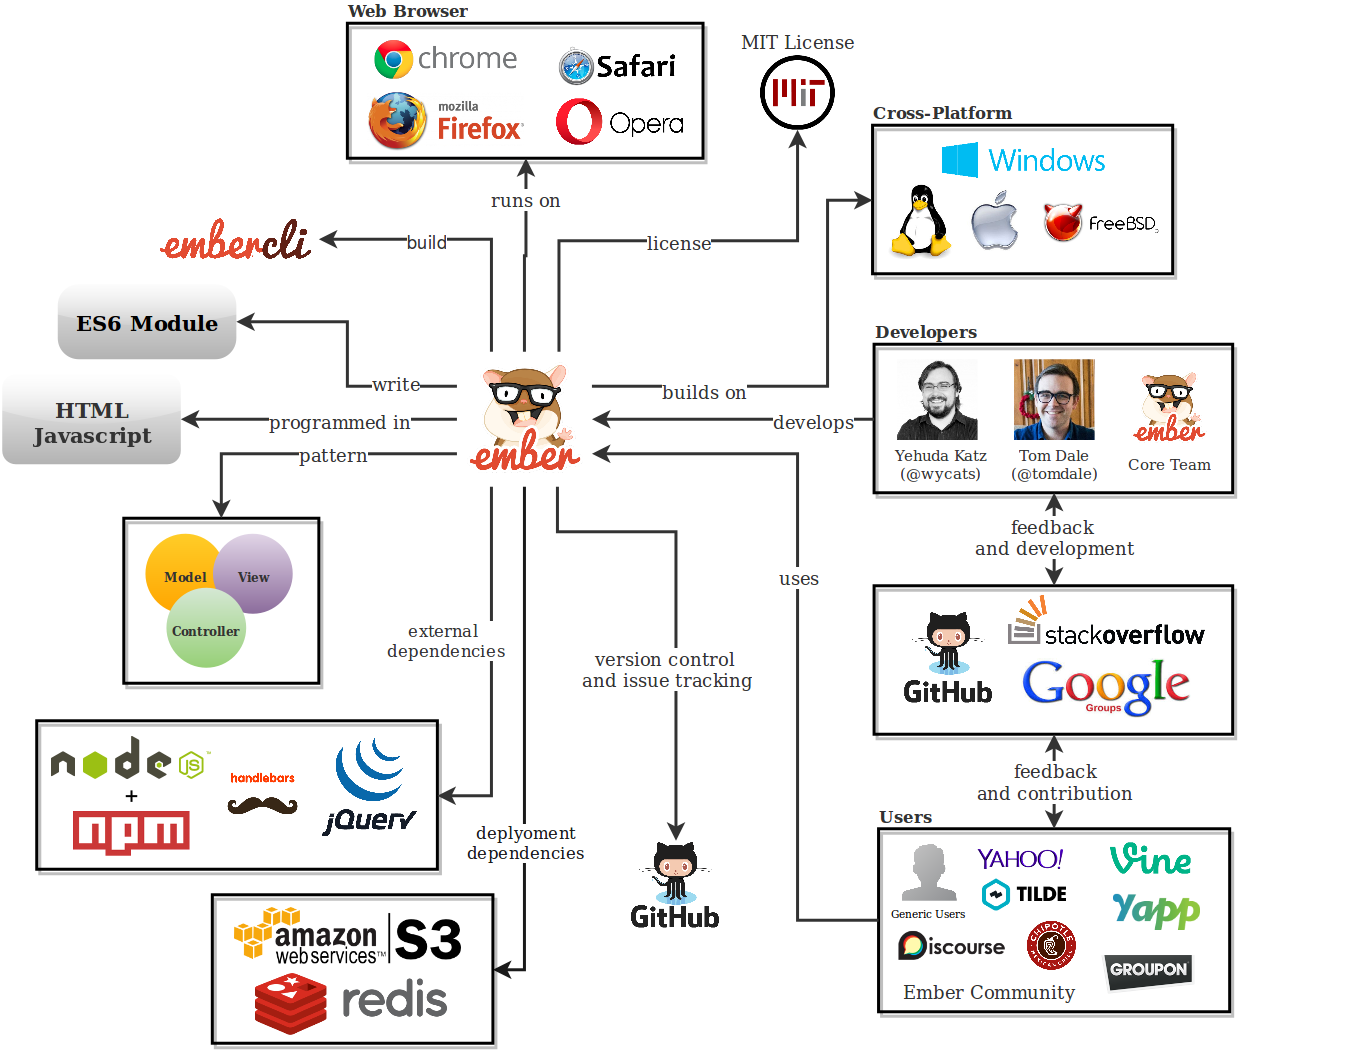 Web Browser
chrome
Safari
mozilla
Firefox
Opera
MIT License
MiT
Cross-Platform
Windows
FreeBSD
runs on
embercli
build
license
ES6 Module
write
builds on
HTML
Javascript
programmed in
pattern
ember
develops
Developers
Yehuda Katz
(@wycats)
Tom Dale
(@tomdale)
ember
Core Team
feedback
and development
Model
View
Controller
uses
GitHub
stackoverflow
Google
Groups
external
dependencies
version control
and issue tracking
node
JS
™
+
npm
handlebars
jQuery
feedback
and contribution
deplyoment
dependencies
GitHub
Users
Generic Users
YAHOO!
TILDE
Vine
Yapp
Discourse
CHIPOTLE
MEXICAN GRILL
GROUPON
Ember Community
amazon
webservices™
S3
redis